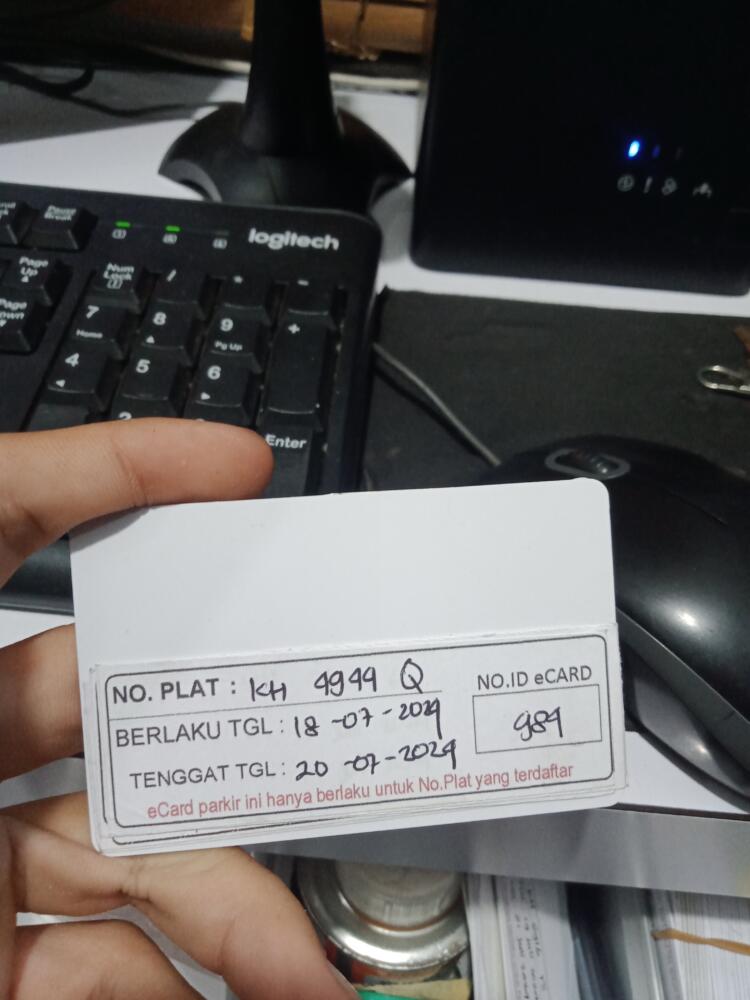 Pause
Break
logitech
Page
Up
Num
Lock
/
*
-
Page
7
Home
8
9
Pg Up
+
4
5
6
Enter
NO. PLAT : KH 4944 Q
NO.ID eCARD
BERLAKU TGL : 18 -07 - 2024
984
TENGGAT TGL : 20 -07 - 2024
eCard parkir ini hanya berlaku untuk No.Plat yang terdaftar